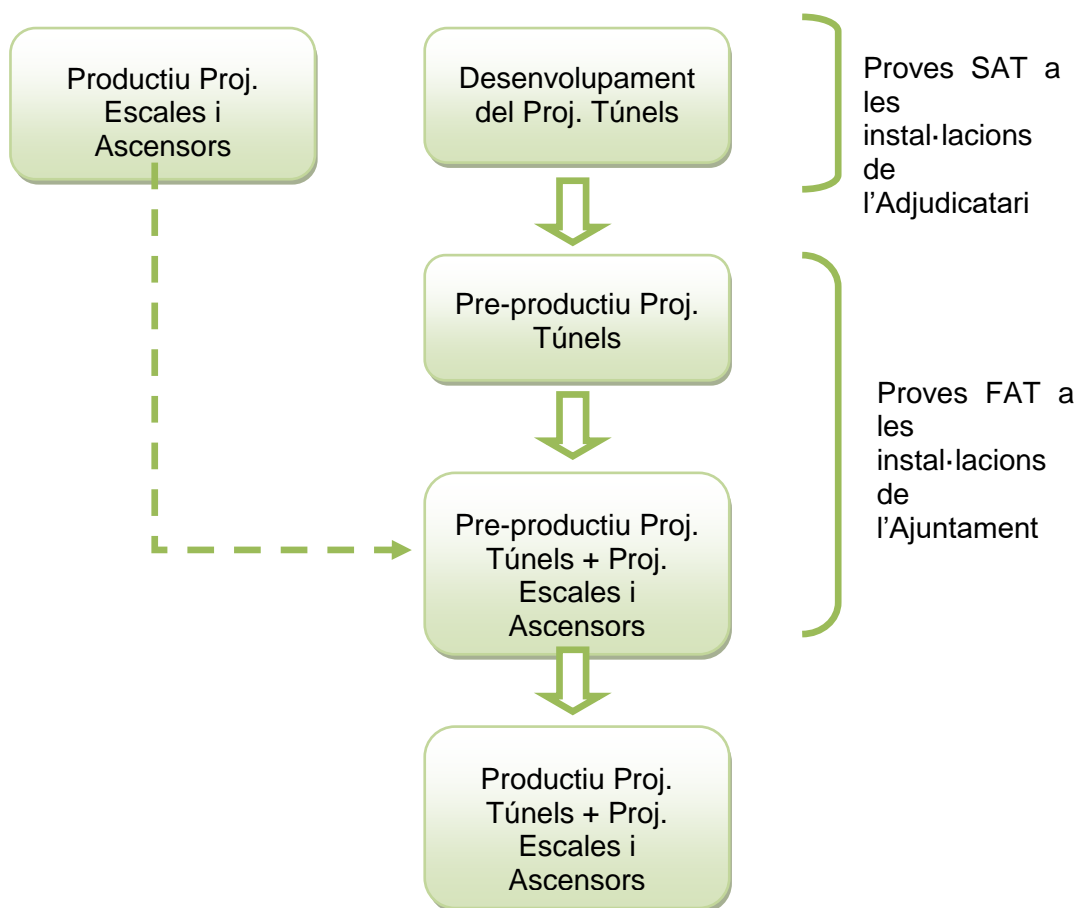 Productiu Proj.
Escales i
Ascensors
Desenvolupament
del Proj. Túnels
Proves SAT a
les
instal·lacions
de
l’Adjudicatari
Pre-productiu Proj.
Túnels
Proves FAT a
les
instal·lacions
de
l’Ajuntament
Pre-productiu Proj.
Túnels + Proj.
Escales i
Ascensors
Productiu Proj.
Túnels + Proj.
Escales i
Ascensors